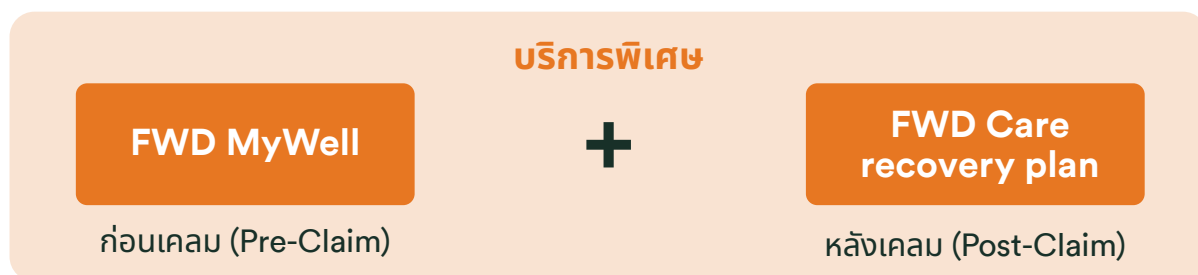 บริการพิเศษ
FWD MyWell
+
FWD Care
recovery plan
ก่อนเคลม (Pre-Claim)
หลังเคลม (Post-Claim)